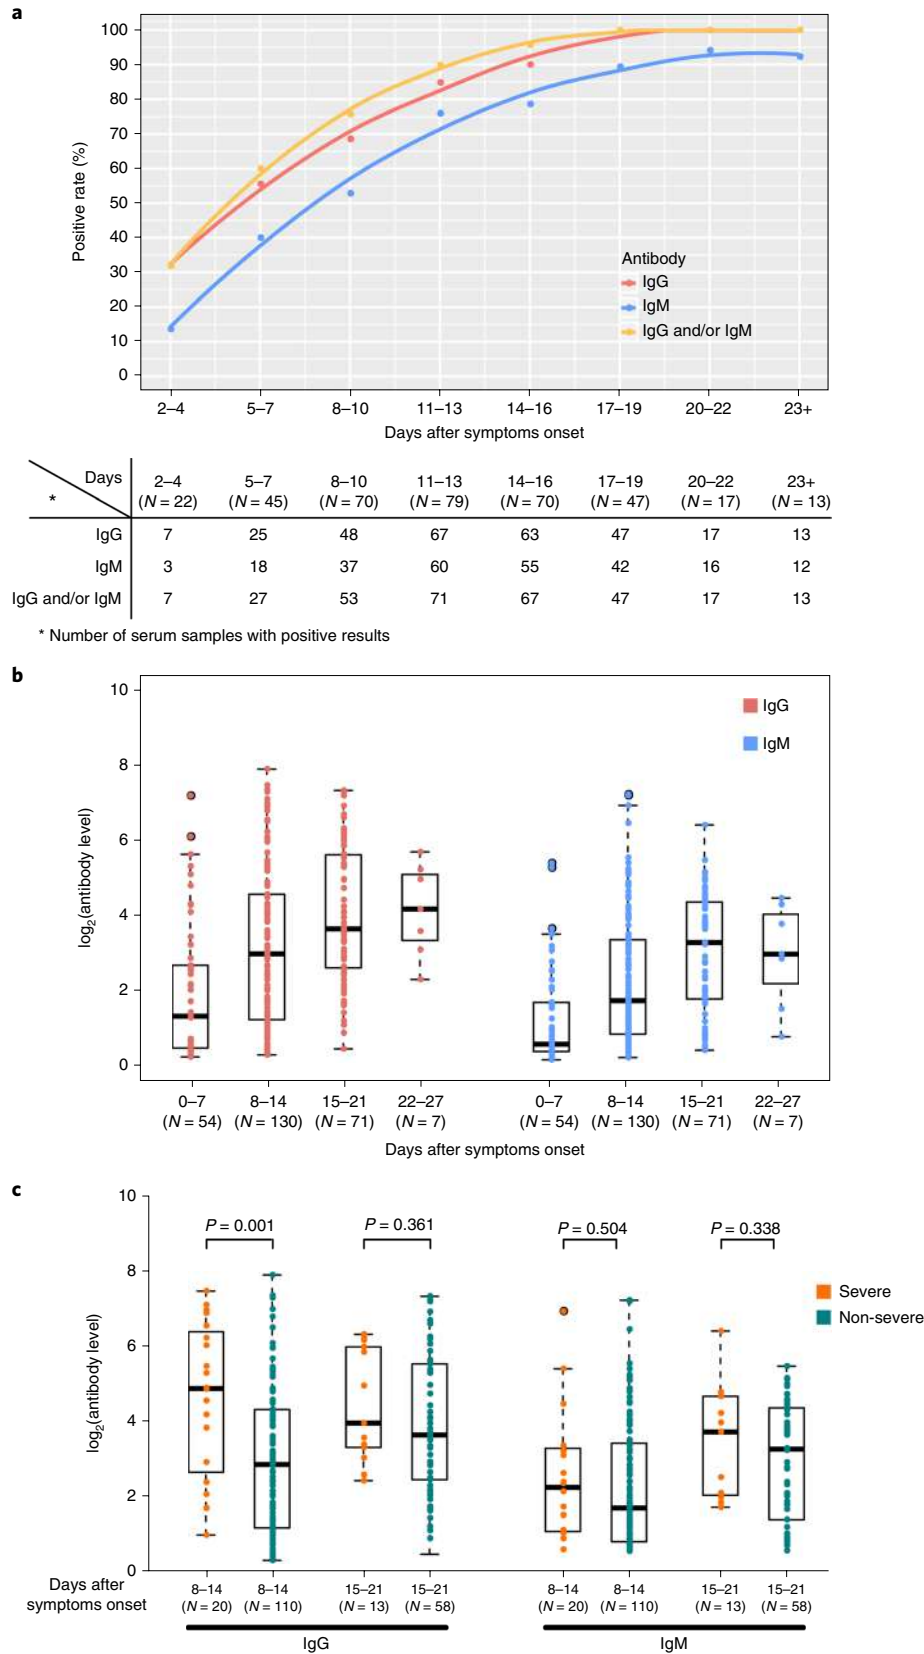 a
100
90
80
70
60
50
40
30
20
10
0
Positive rate (%)
Antibody
IgG
IgM
IgG and/or IgM
2–4 5–7 8–10 11–13 14–16 17–19 20–22 23+
Days after symptoms onset
Days 2–4 5–7 8–10 11–13 14–16 17–19 20–22 23+
* (N = 22) (N = 45) (N = 70) (N = 79) (N = 70) (N = 47) (N = 17) (N = 13)
IgG 7 25 48 67 63 47 17 13
IgM 3 18 37 60 55 42 16 12
IgG and/or IgM 7 27 53 71 67 47 17 13
* Number of serum samples with positive results
b
10
8
6
4
2
0
log2(antibody level)
IgG
IgM
0–7 8–14 15–21 22–27 0–7 8–14 15–21 22–27
(N = 54) (N = 130) (N = 71) (N = 7) (N = 54) (N = 130) (N = 71) (N = 7)
Days after symptoms onset
c
10
8
6
4
2
0
log2(antibody level)
P = 0.001 P = 0.361 P = 0.504 P = 0.338
Severe
Non-severe
Days after
symptoms onset
8–14 8–14 15–21 15–21 8–14 8–14 15–21 15–21
(N = 20) (N = 110) (N = 13) (N = 58) (N = 20) (N = 110) (N = 13) (N = 58)
IgG IgM